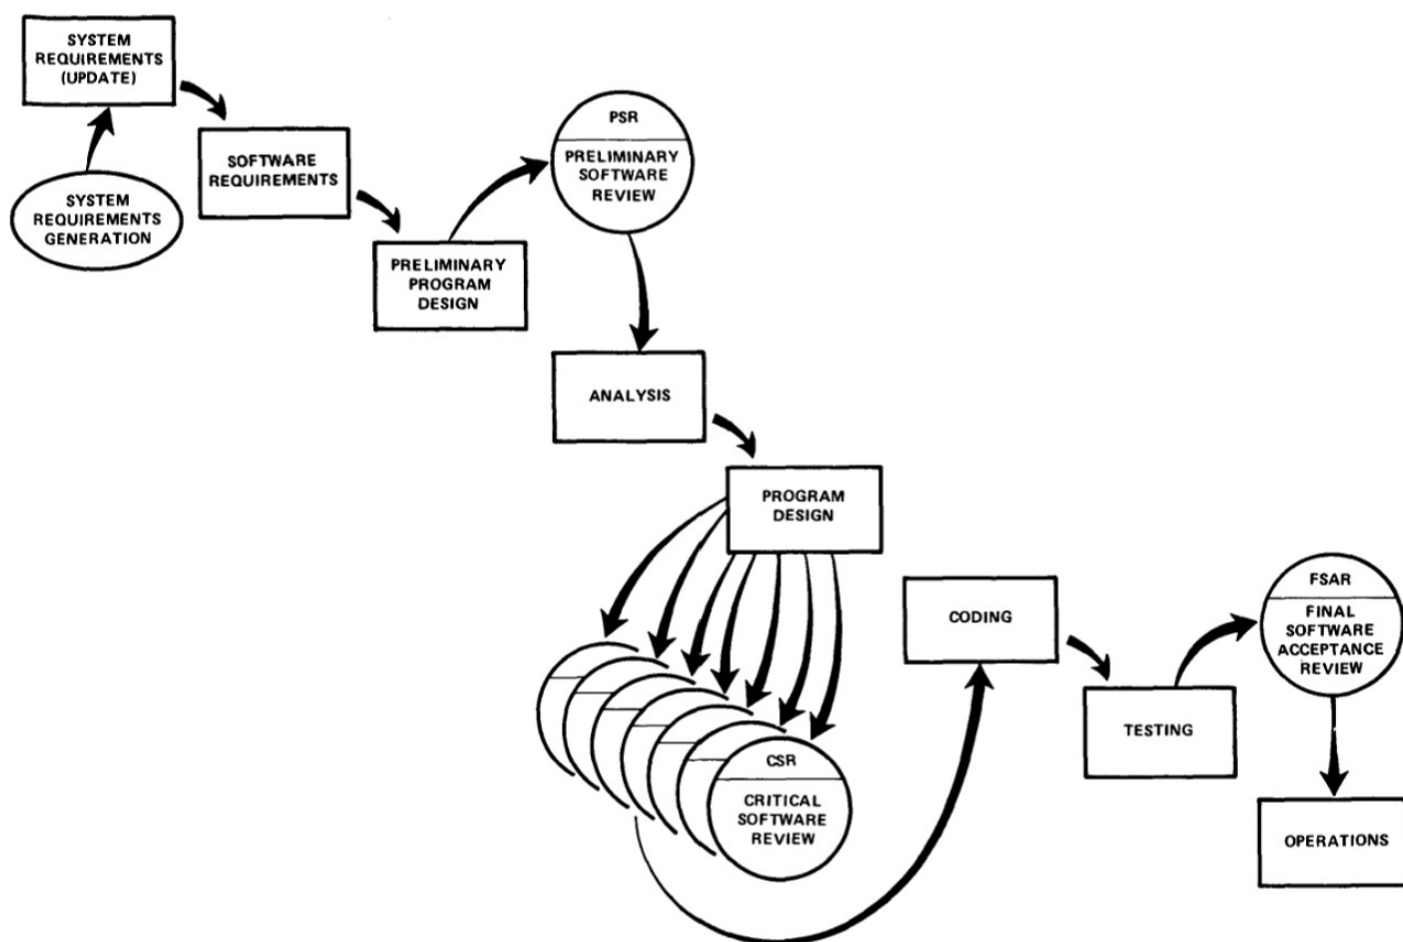 SYSTEM
REQUIREMENTS
(UPDATE)
SYSTEM
REQUIREMENTS
GENERATION
SOFTWARE
REQUIREMENTS
PRELIMINARY
PROGRAM
DESIGN
PSR
PRELIMINARY
SOFTWARE
REVIEW
ANALYSIS
PROGRAM
DESIGN
CSR
CRITICAL
SOFTWARE
REVIEW
CODING
TESTING
FSAR
FINAL
SOFTWARE
ACCEPTANCE
REVIEW
OPERATIONS